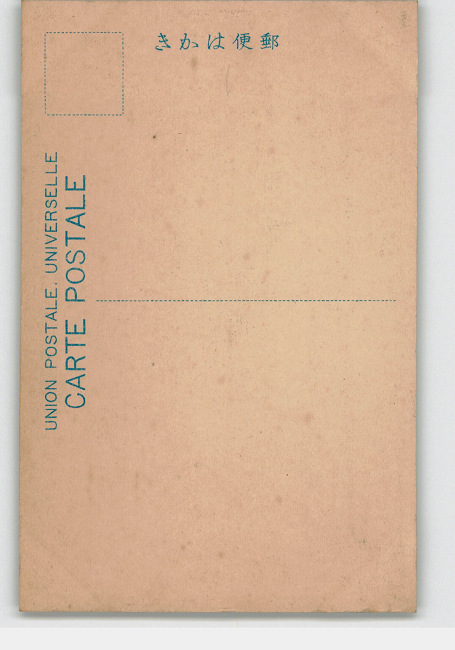 郵便はかき
UNION POSTALE. UNIVERSELLE.
CARTE POSTALE